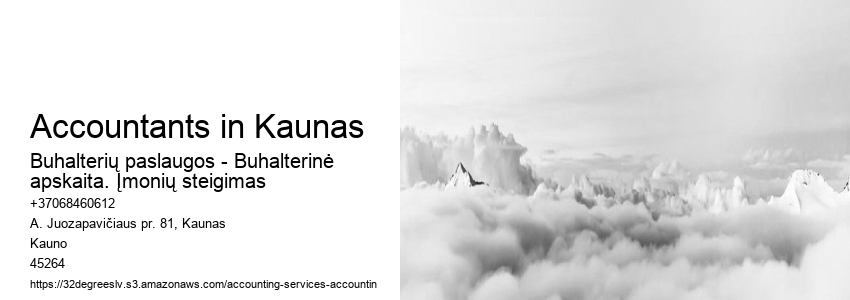 Accountants in Kaunas
Buhalterių paslaugos - Buhalterinė
apskaita. Įmonių steigimas
+37068460612
A. Juozapavičiaus pr. 81, Kaunas
Kauno
45264
https://32degreeslv.s3.amazonaws.com/accounting-services-accountin